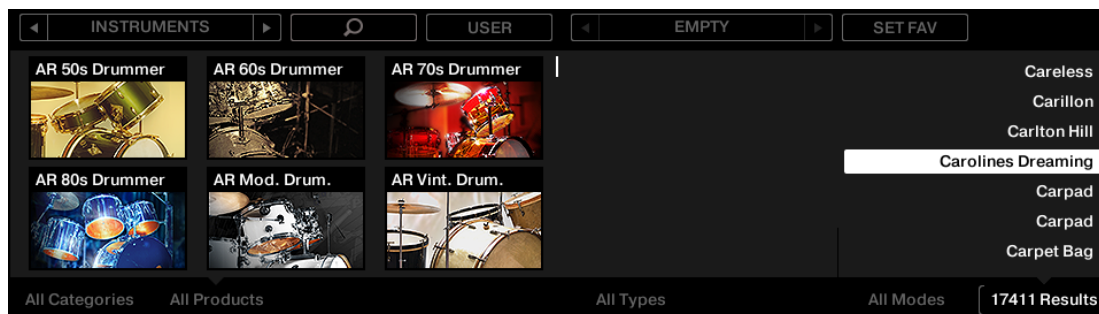 INSTRUMENTS
USER
EMPTY
SET FAV
AR 50s Drummer
AR 60s Drummer
AR 70s Drummer
AR 80s Drummer
AR Mod. Drum.
AR Vint. Drum.
Careless
Carillon
Carlton Hill
Carolines Dreaming
Carpad
Carpad
Carpet Bag
All Categories
All Products
All Types
All Modes
17411 Results